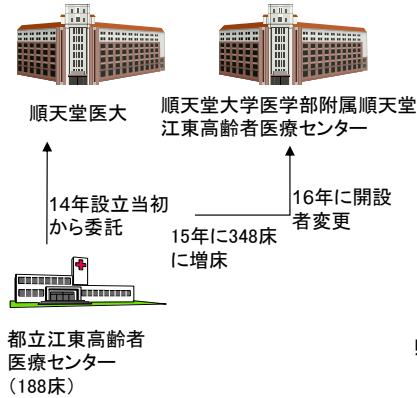 順天堂医大
順天堂大学医学部附属順天堂
江東高齢者医療センター
14年設立当初
から委託
16年に開設
者変更
15年に348床
に増床
都立江東高齢者
医療センター
(188床)